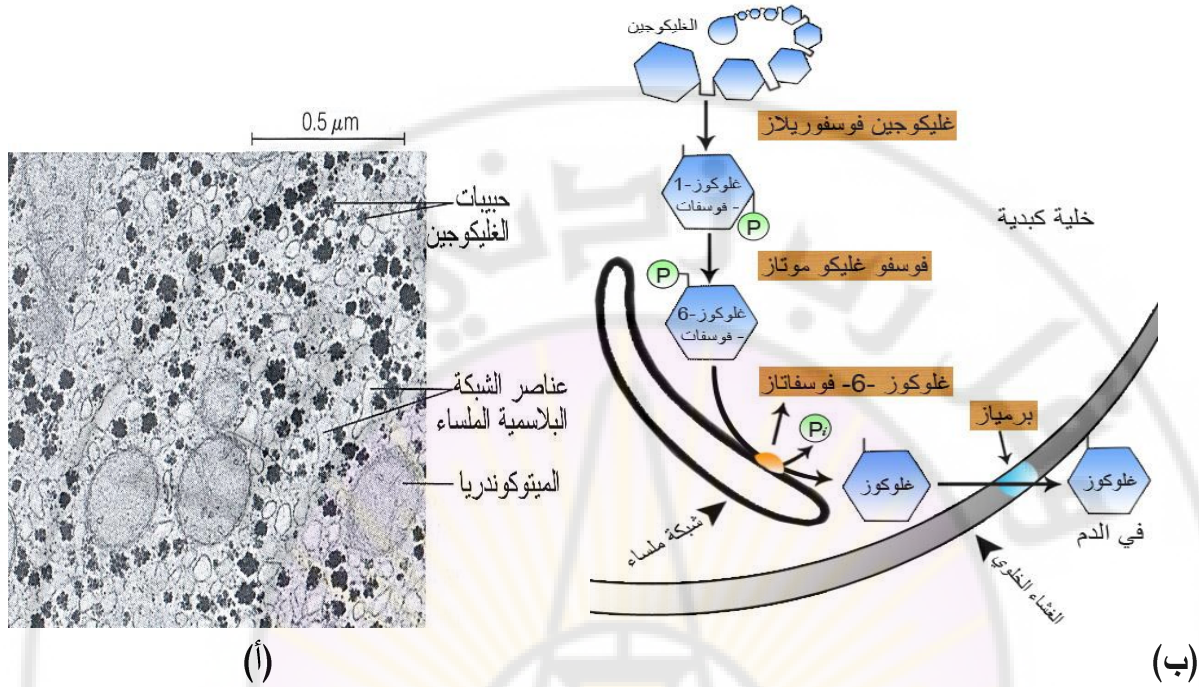 0.5 μm
حبيبات
الغليكوجين
عناصر الشبكة
البلاسمية الملساء
الميتوكوندريا
(أ)
الغليكوجين
غليكوجين فوسفوريلاز
غلوكوز-1
- فوسفات
P
خلية كبدية
فوسفو غليكو موتاز
P
غلوكوز-6
- فوسفات
غلوكوز -6- فوسفاتاز
Pi
برمياز
غلوكوز
غلوكوز
في الدم
شبكة ملساء
الغشاء الخلوي
(ب)